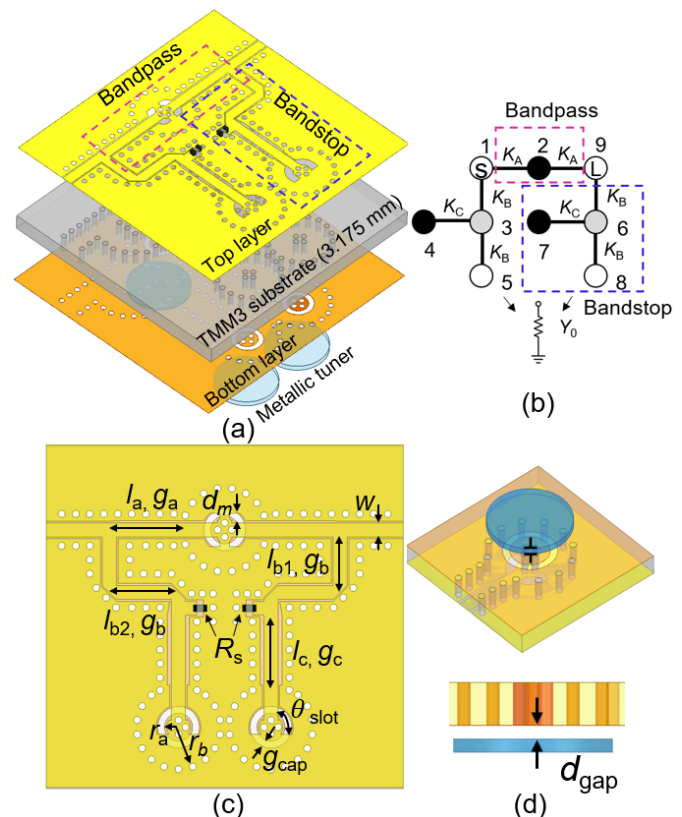 Bandpass
Bandstop
Top layer
TMM3 substrate (3.175 mm)
Bottom layer
Metallic tuner
(a)
Bandpass
1 2 9
S K_A K_A L
K_B K_B
K_C K_C
4 3 7 6
K_B K_B
5 8
Y_0
Bandstop
(b)
l_a, g_a d_m w
l_b1, g_b
l_b2, g_b
R_s l_c, g_c
θ_slot
r_a r_b g_cap
(c)
(d)
d_gap